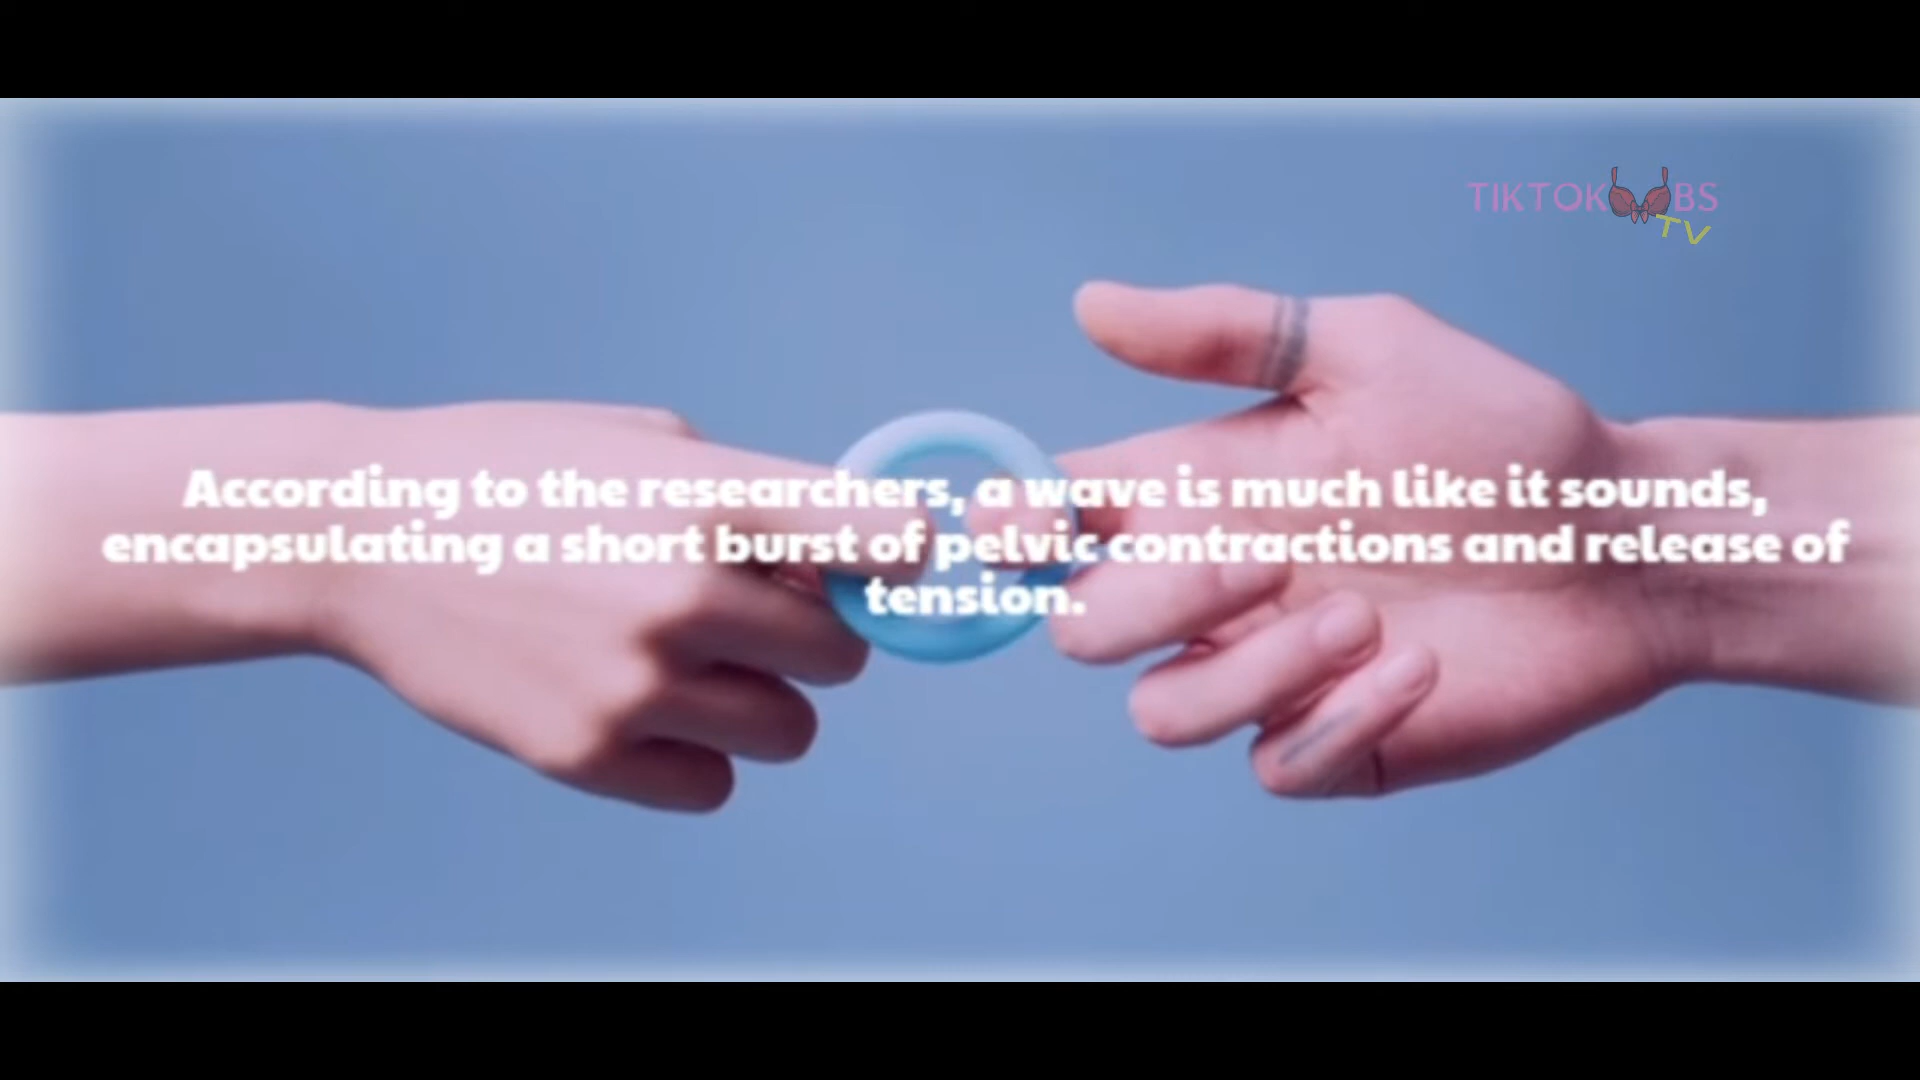 TIKTOK BS
TV
According to the researchers, a wave is much like it sounds,
encapsulating a short burst of pelvic contractions and release of
tension.